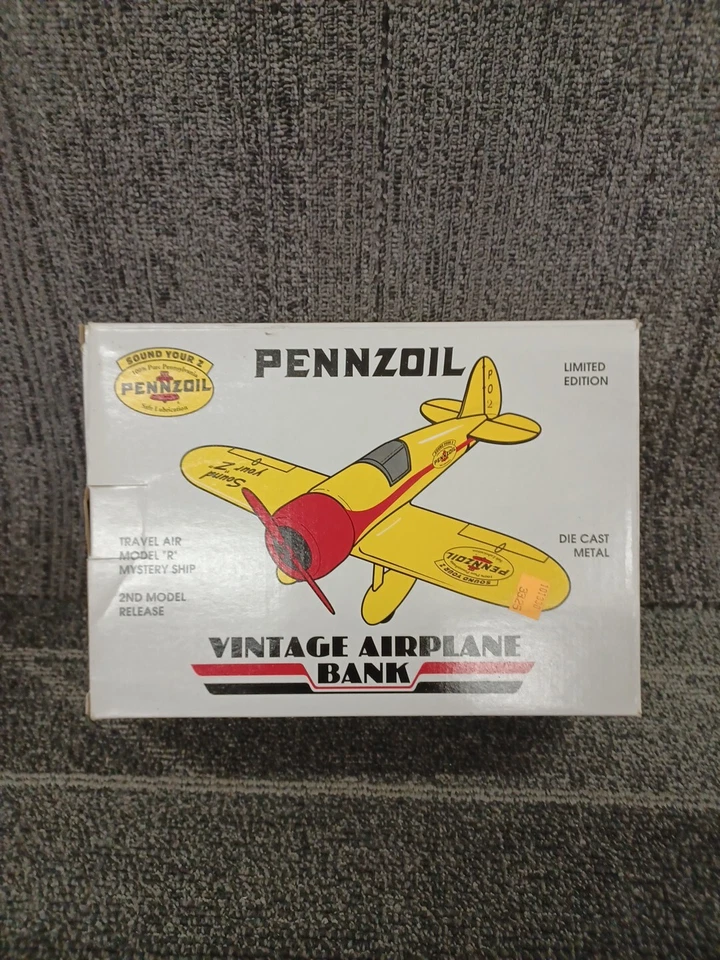 SOUND YOUR Z
100% Pure Pennsylvania
PENNZOIL
Safe Lubrication
PENNZOIL
LIMITED
EDITION
P
O
2
Sound
your "Z"
SOUND YOUR Z
PENNZOIL
TRAVEL AIR
MODEL "R"
MYSTERY SHIP
2ND MODEL
RELEASE
DIE CAST
METAL
VINTAGE AIRPLANE
BANK